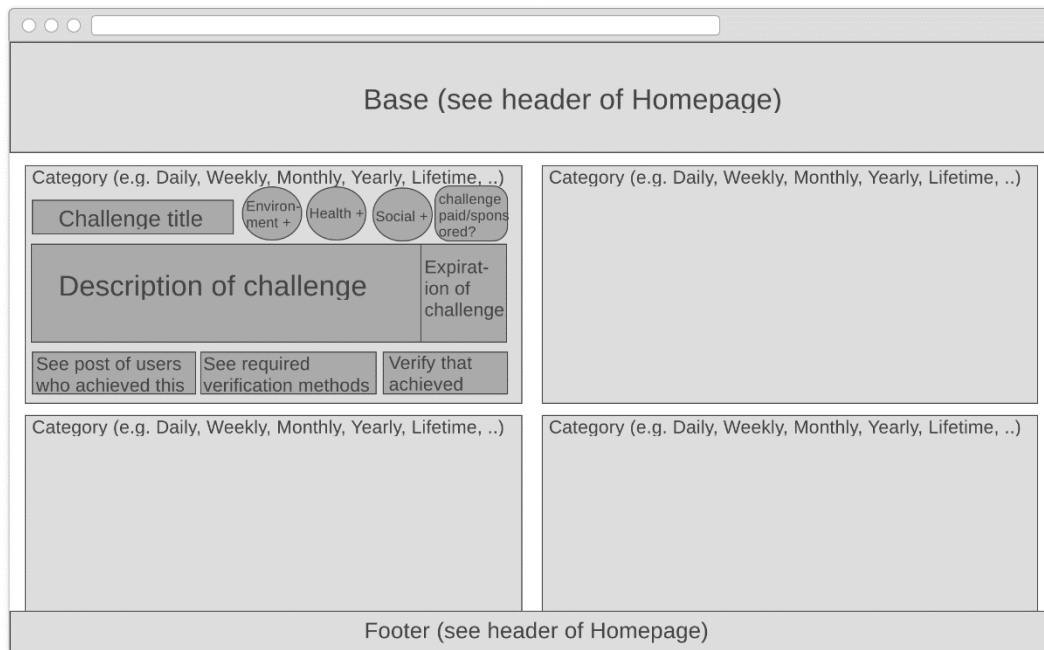 Base (see header of Homepage)
Category (e.g. Daily, Weekly, Monthly, Yearly, Lifetime, ..)
Challenge title
Environ-
ment +
Health +
Social +
challenge
paid/spons
ored?
Description of challenge
Expirat-
ion of
challenge
See post of users
who achieved this
See required
verification methods
Verify that
achieved
Category (e.g. Daily, Weekly, Monthly, Yearly, Lifetime, ..)
Category (e.g. Daily, Weekly, Monthly, Yearly, Lifetime, ..)
Category (e.g. Daily, Weekly, Monthly, Yearly, Lifetime, ..)
Footer (see header of Homepage)